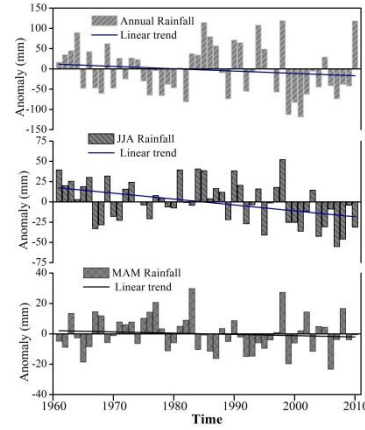 150
Annual Rainfall
100
Linear trend
50
0
-50
-100
-150
Anomaly (mm)
75
JJA Rainfall
50
Linear trend
25
0
-25
-50
-75
Anomaly (mm)
40
MAM Rainfall
20
Linear trend
0
-20
-40
Anomaly (mm)
1960 1970 1980 1990 2000 2010
Time